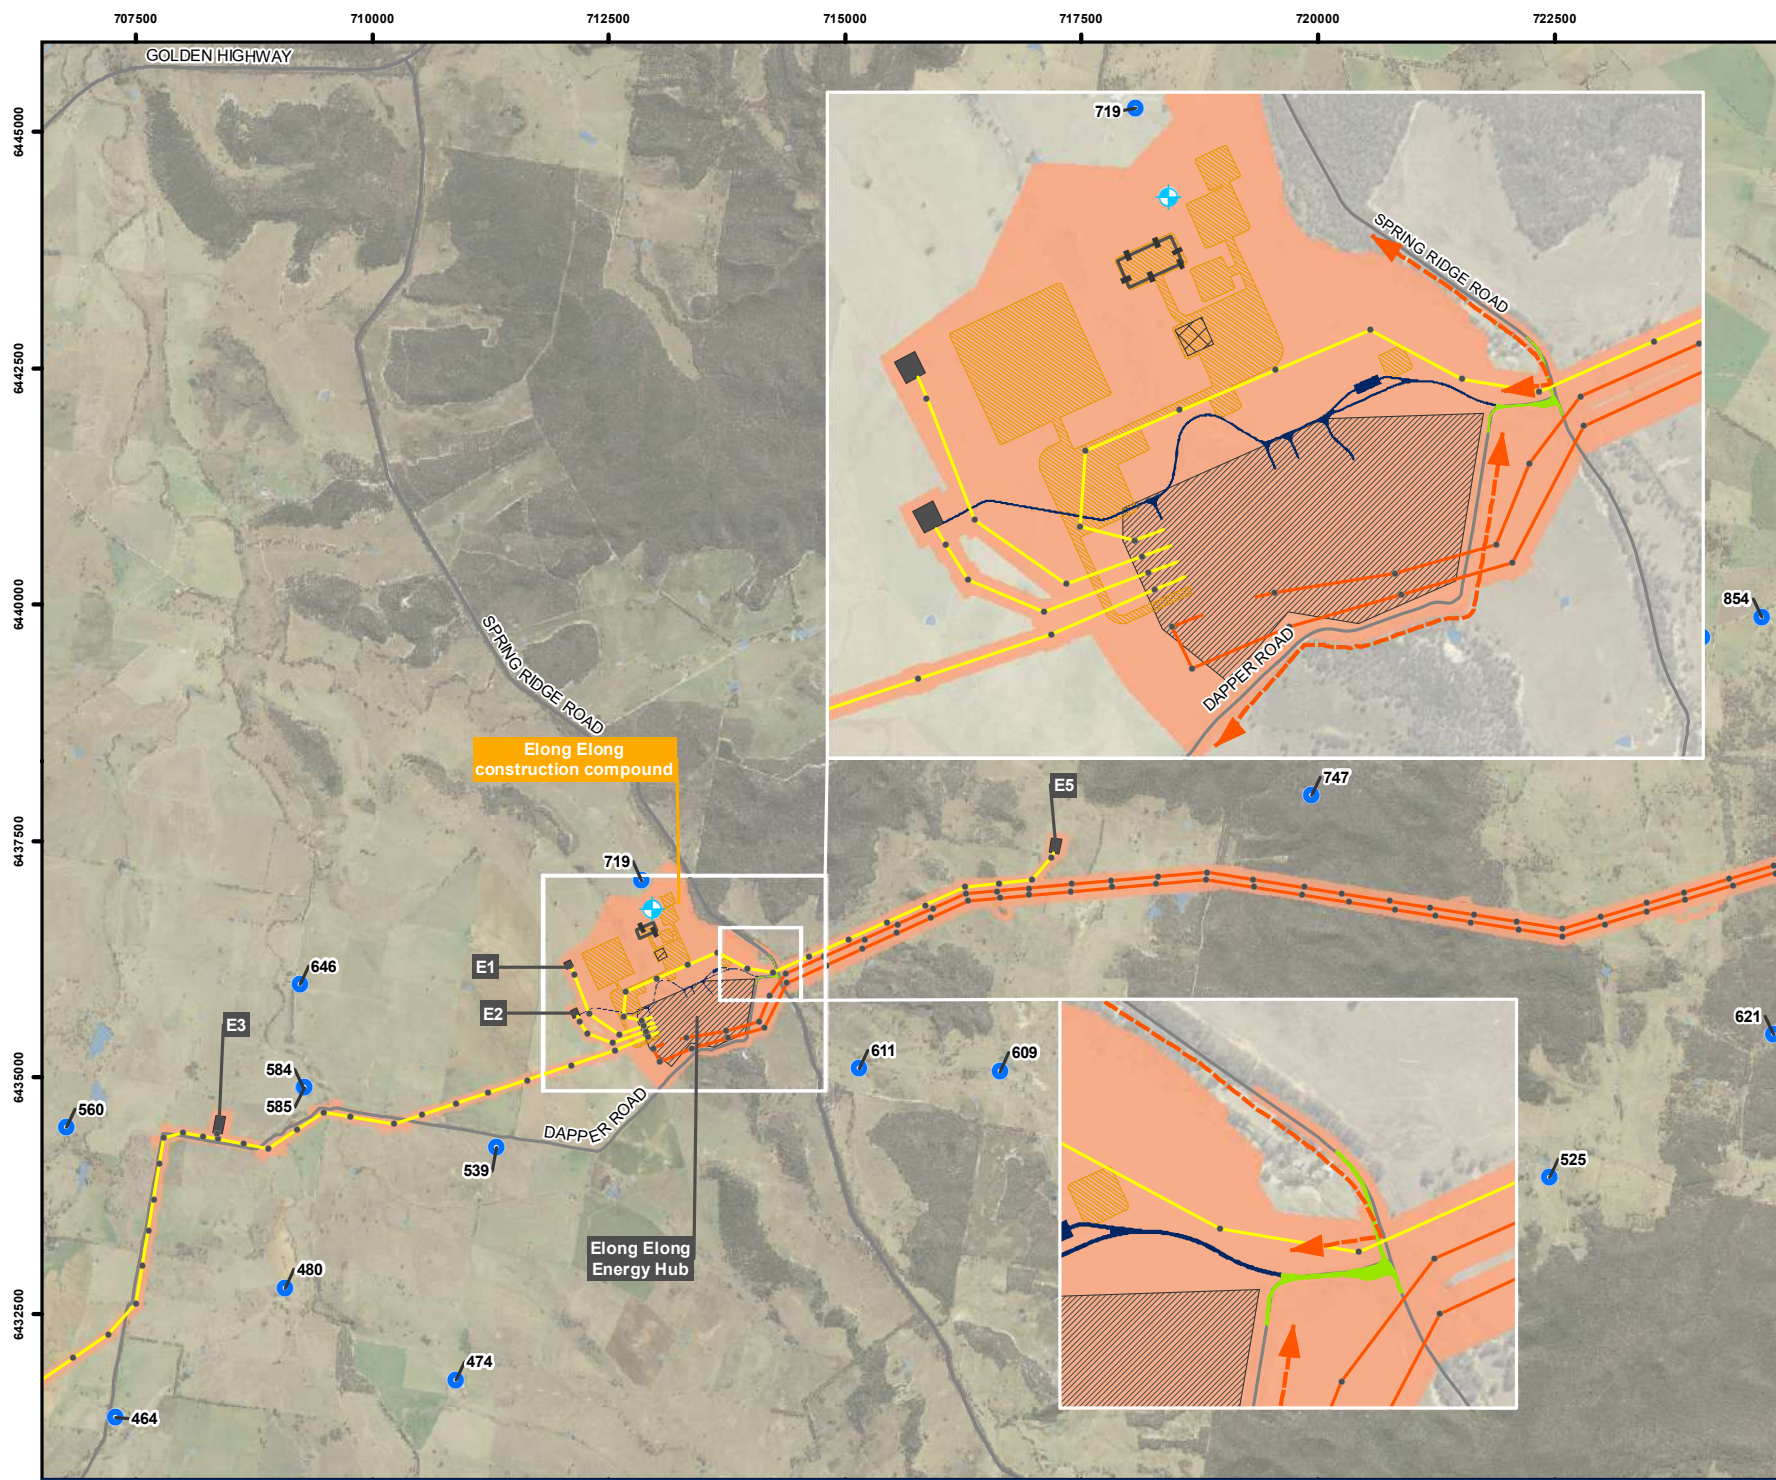 707500
710000
712500
715000
717500
720000
722500
6445000
6442500
6440000
6437500
6435000
6432500
GOLDEN HIGHWAY
719
SPRING RIDGE ROAD
DAPPER ROAD
854
SPRING RIDGE ROAD
Elong Elong
construction compound
E5
747
719
E1
646
E2
E3
611
609
621
584
585
560
DAPPER ROAD
539
525
Elong Elong
Energy Hub
480
474
464